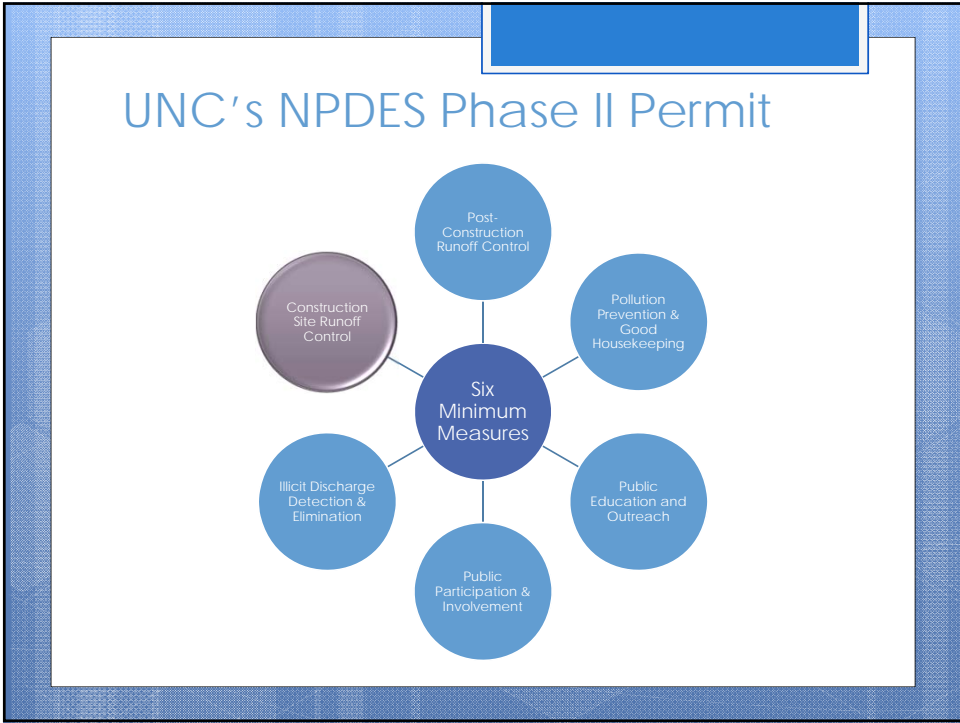 UNC's NPDES Phase II Permit
Post-
Construction
Runoff Control
Pollution
Prevention &
Good
Housekeeping
Public
Education and
Outreach
Public
Participation &
Involvement
Illicit Discharge
Detection &
Elimination
Construction
Site Runoff
Control
Six
Minimum
Measures